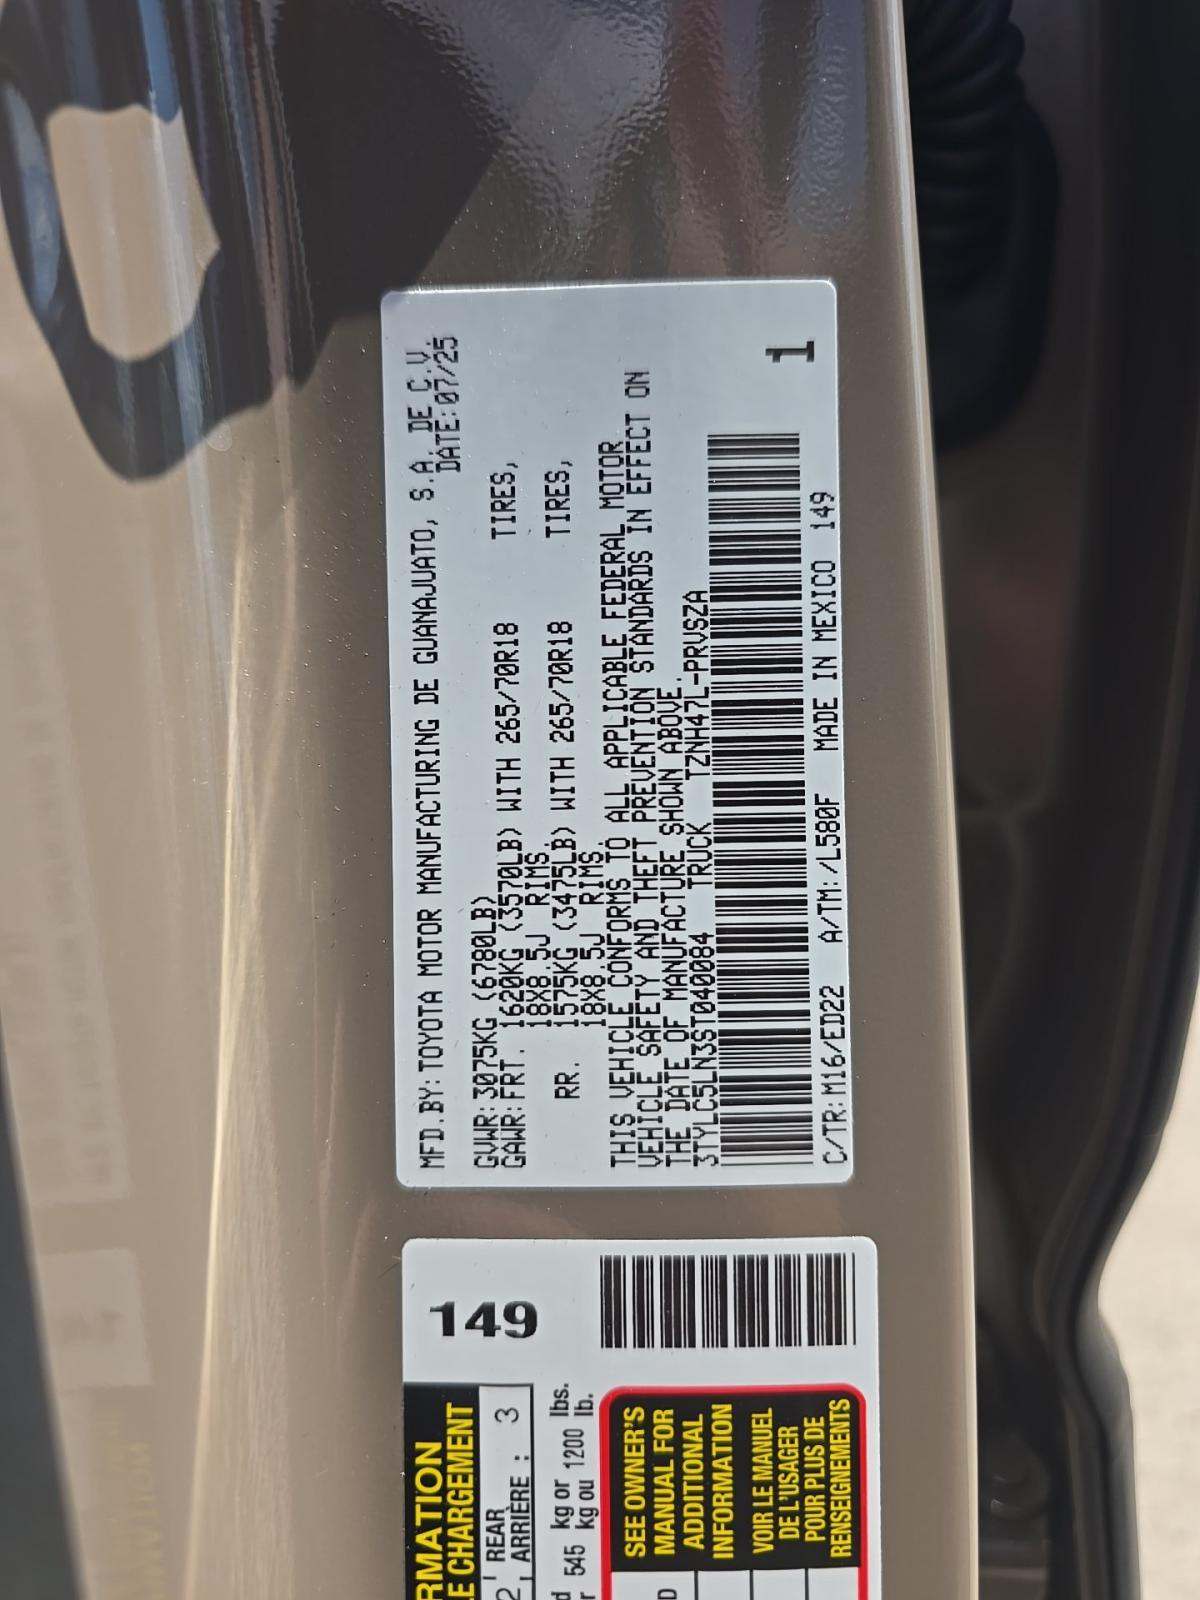 MFD.BY:TOYOTA MOTOR MANUFACTURING DE GUANAJUATO, S.A. DE C.V.
DATE:07/25
GVWR:3075KG (6780LB)
GAWR:FRT. 1620KG (3570LB) WITH 265/70R18 TIRES,
18X8.5J RIMS.
RR. 1575KG (3475LB) WITH 265/70R18 TIRES,
18X8.5J RIMS.
THIS VEHICLE CONFORMS TO ALL APPLICABLE FEDERAL MOTOR
VEHICLE SAFETY AND THEFT PREVENTION STANDARDS IN EFFECT ON
THE DATE OF MANUFACTURE SHOWN ABOVE.
3TYLC5LN3ST040084 TRUCK TZNH47L-PRVSZA
1
C/TR:M16/ED22 A/TM:/L580F MADE IN MEXICO 149
149
RMATION
E CHARGEMENT
2, REAR
ARRIÈRE : 3
545 kg or 1200 lbs.
kg ou lb.
SEE OWNER'S
MANUAL FOR
ADDITIONAL
INFORMATION
VOIR LE MANUEL
DE L'USAGER
POUR PLUS DE
RENSEIGNEMENTS